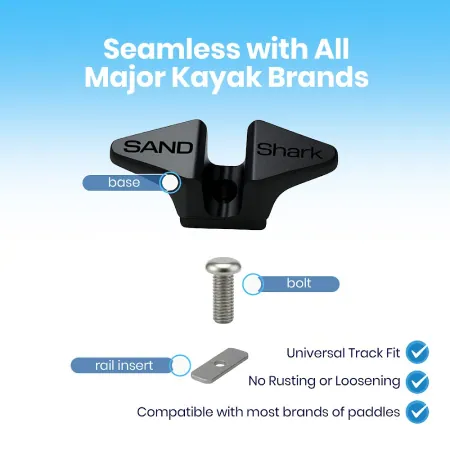 Seamless with All
Major Kayak Brands
SAND Shark
base
bolt
rail insert
Universal Track Fit
No Rusting or Loosening
Compatible with most brands of paddles